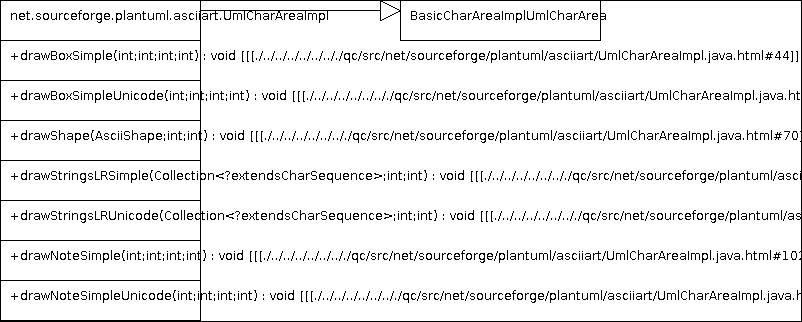 net.sourceforge.plantuml.asciiart.UmlCharAreaImpl
BasicCharAreaImplUmlCharArea
+drawBoxSimple(int;int;int;int) : void [[[./../../../../../../../qc/src/net/sourceforge/plantuml/asciiart/UmlCharAreaImpl.java.html#44]]
+drawBoxSimpleUnicode(int;int;int;int) : void [[[./../../../../../../../qc/src/net/sourceforge/plantuml/asciiart/UmlCharAreaImpl.java.ht
+drawShape(AsciiShape;int;int) : void [[[./../../../../../../../qc/src/net/sourceforge/plantuml/asciiart/UmlCharAreaImpl.java.html#70]
+drawStringsLRSimple(Collection<?extendsCharSequence>;int;int) : void [[[./../../../../../../../qc/src/net/sourceforge/plantuml/asci
+drawStringsLRUnicode(Collection<?extendsCharSequence>;int;int) : void [[[./../../../../../../../qc/src/net/sourceforge/plantuml/as
+drawNoteSimple(int;int;int;int) : void [[[./../../../../../../../qc/src/net/sourceforge/plantuml/asciiart/UmlCharAreaImpl.java.html#102
+drawNoteSimpleUnicode(int;int;int;int) : void [[[./../../../../../../../qc/src/net/sourceforge/plantuml/asciiart/UmlCharAreaImpl.java.h